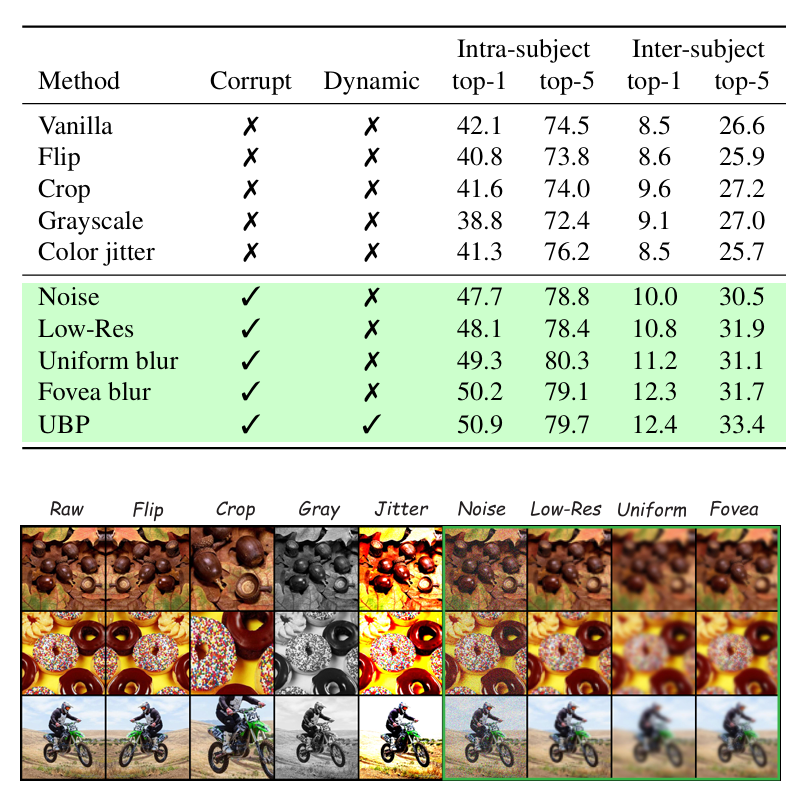 Intra-subject Inter-subject
Method Corrupt Dynamic top-1 top-5 top-1 top-5
Vanilla ✗ ✗ 42.1 74.5 8.5 26.6
Flip ✗ ✗ 40.8 73.8 8.6 25.9
Crop ✗ ✗ 41.6 74.0 9.6 27.2
Grayscale ✗ ✗ 38.8 72.4 9.1 27.0
Color jitter ✗ ✗ 41.3 76.2 8.5 25.7
Noise ✓ ✗ 47.7 78.8 10.0 30.5
Low-Res ✓ ✗ 48.1 78.4 10.8 31.9
Uniform blur ✓ ✗ 49.3 80.3 11.2 31.1
Fovea blur ✓ ✗ 50.2 79.1 12.3 31.7
UBP ✓ ✓ 50.9 79.7 12.4 33.4
Raw Flip Crop Gray Jitter Noise Low-Res Uniform Fovea